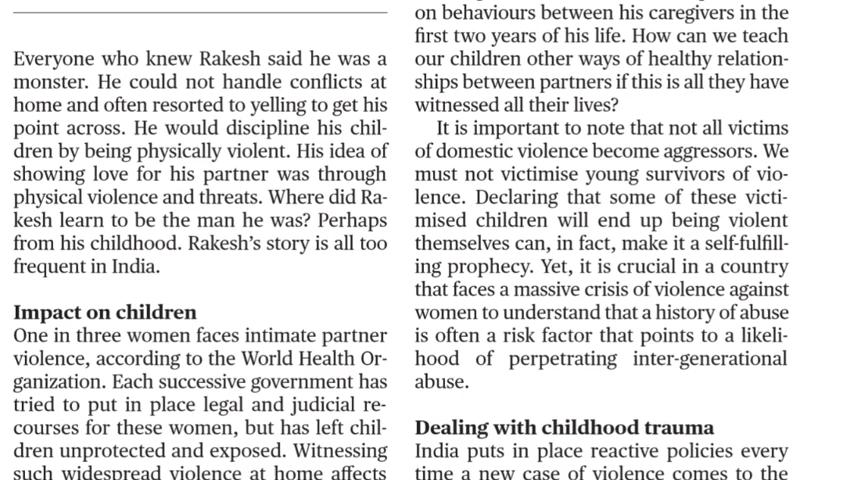 Everyone who knew Rakesh said he was a
monster. He could not handle conflicts at
home and often resorted to yelling to get his
point across. He would discipline his chil-
dren by being physically violent. His idea of
showing love for his partner was through
physical violence and threats. Where did Ra-
kesh learn to be the man he was? Perhaps
from his childhood. Rakesh’s story is all too
frequent in India.
Impact on children
One in three women faces intimate partner
violence, according to the World Health Or-
ganization. Each successive government has
tried to put in place legal and judicial re-
courses for these women, but has left chil-
dren unprotected and exposed. Witnessing
such widespread violence at home affects
on behaviours between his caregivers in the
first two years of his life. How can we teach
our children other ways of healthy relation-
ships between partners if this is all they have
witnessed all their lives?
It is important to note that not all victims
of domestic violence become aggressors. We
must not victimise young survivors of vio-
lence. Declaring that some of these victi-
mised children will end up being violent
themselves can, in fact, make it a self-fulfill-
ing prophecy. Yet, it is crucial in a country
that faces a massive crisis of violence against
women to understand that a history of abuse
is often a risk factor that points to a likeli-
hood of perpetrating inter-generational
abuse.
Dealing with childhood trauma
India puts in place reactive policies every
time a new case of violence comes to the